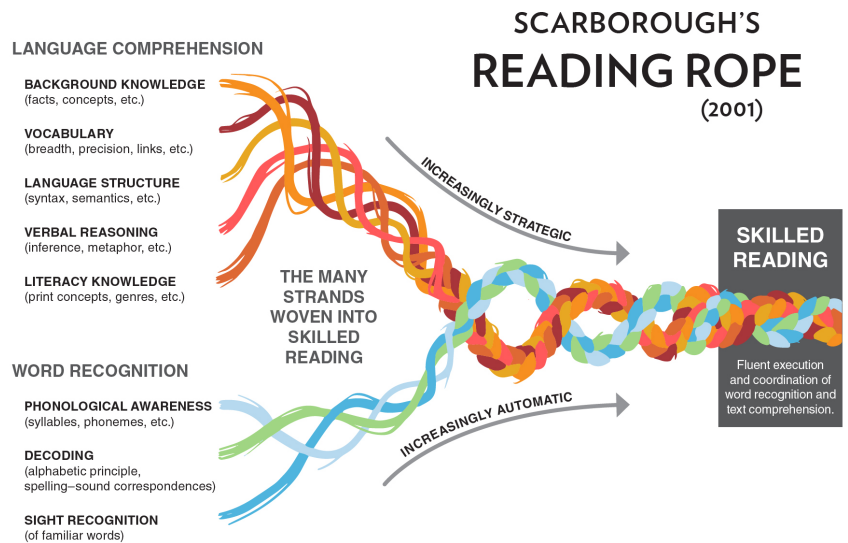 SCARBOROUGH'S
READING ROPE
(2001)
LANGUAGE COMPREHENSION
BACKGROUND KNOWLEDGE
(facts, concepts, etc.)
VOCABULARY
(breadth, precision, links, etc.)
LANGUAGE STRUCTURE
(syntax, semantics, etc.)
VERBAL REASONING
(inference, metaphor, etc.)
LITERACY KNOWLEDGE
(print concepts, genres, etc.)
WORD RECOGNITION
PHONOLOGICAL AWARENESS
(syllables, phonemes, etc.)
DECODING
(alphabetic principle,
spelling–sound correspondences)
SIGHT RECOGNITION
(of familiar words)
THE MANY
STRANDS
WOVEN INTO
SKILLED
READING
INCREASINGLY STRATEGIC
INCREASINGLY AUTOMATIC
SKILLED
READING
Fluent execution
and coordination of
word recognition and
text comprehension.